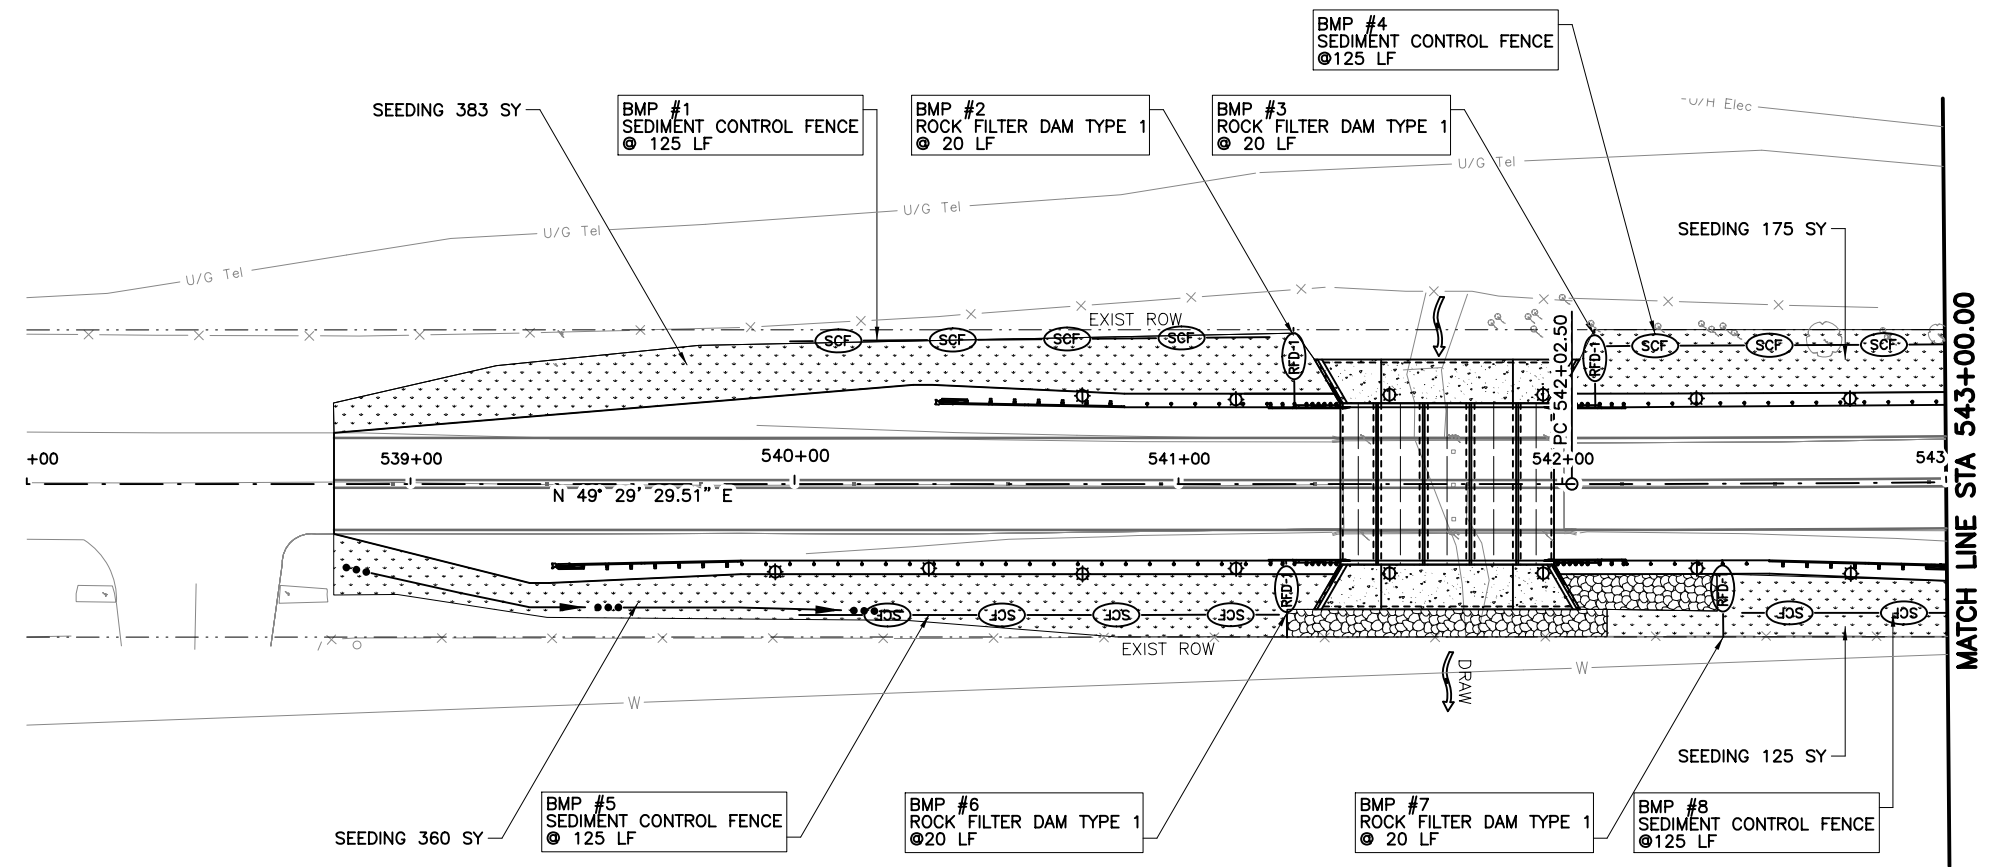 BMP #4
SEDIMENT CONTROL FENCE
@125 LF
SEEDING 383 SY
BMP #1
SEDIMENT CONTROL FENCE
@ 125 LF
BMP #2
ROCK FILTER DAM TYPE 1
@ 20 LF
BMP #3
ROCK FILTER DAM TYPE 1
@ 20 LF
O/H Elec
U/G Tel
U/G Tel
U/G Tel
U/G Tel
SEEDING 175 SY
EXIST ROW
SCF
SCF
SCF
SCF
RFD-1
RFD-1
SCF
SCF
SCF
PC 542+02.50
MATCH LINE STA 543+00.00
+00
539+00
540+00
541+00
542+00
543
N 49° 29' 29.51" E
RFD-1
RFD-1
SCF
SCF
SCF
SCF
SCF
SCF
EXIST ROW
DRAW
W
W
SEEDING 125 SY
SEEDING 360 SY
BMP #5
SEDIMENT CONTROL FENCE
@ 125 LF
BMP #6
ROCK FILTER DAM TYPE 1
@20 LF
BMP #7
ROCK FILTER DAM TYPE 1
@ 20 LF
BMP #8
SEDIMENT CONTROL FENCE
@125 LF